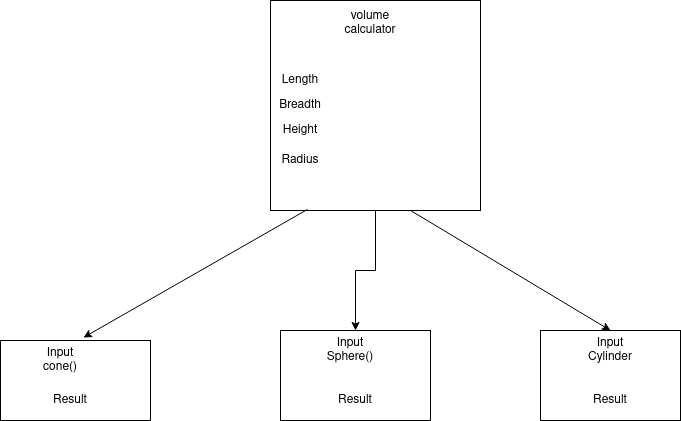 volume
calculator
Length
Breadth
Height
Radius
Input
cone()
Result
Input
Sphere()
Result
Input
Cylinder
Result